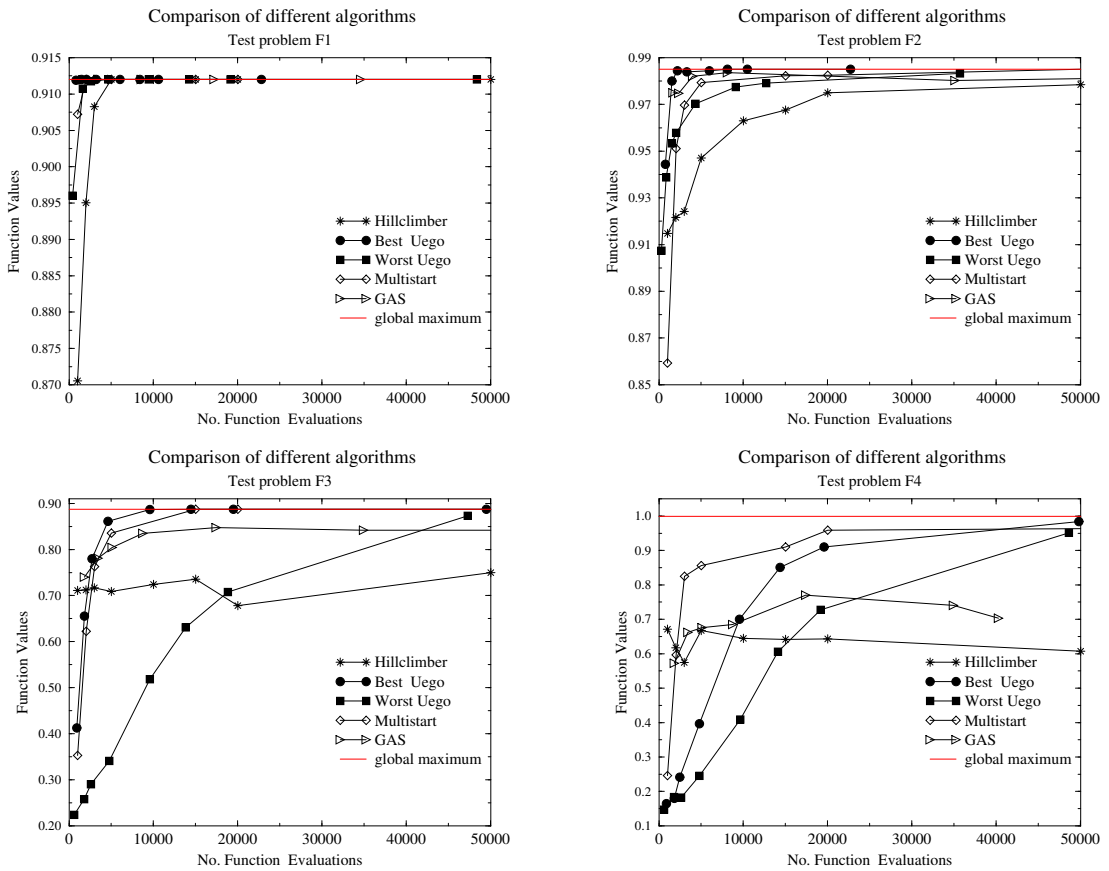 Comparison of different algorithms
Test problem F1
0.915
0.910
0.905
0.900
0.895
0.890
0.885
0.880
0.875
0.870
Function Values
Hillclimber
Best Uego
Worst Uego
Multistart
GAS
global maximum
0 10000 20000 30000 40000 50000
No. Function Evaluations
Comparison of different algorithms
Test problem F2
0.99
0.97
0.95
0.93
0.91
0.89
0.87
0.85
Function Values
Hillclimber
Best Uego
Worst Uego
Multistart
GAS
global maximum
0 10000 20000 30000 40000 50000
No. Function Evaluations
Comparison of different algorithms
Test problem F3
0.90
0.80
0.70
0.60
0.50
0.40
0.30
0.20
Function Values
Hillclimber
Best Uego
Worst Uego
Multistart
GAS
global maximum
0 10000 20000 30000 40000 50000
No. Function Evaluations
Comparison of different algorithms
Test problem F4
1.0
0.9
0.8
0.7
0.6
0.5
0.4
0.3
0.2
0.1
Function Values
Hillclimber
Best Uego
Worst Uego
Multistart
GAS
global maximum
0 10000 20000 30000 40000 50000
No. Function Evaluations